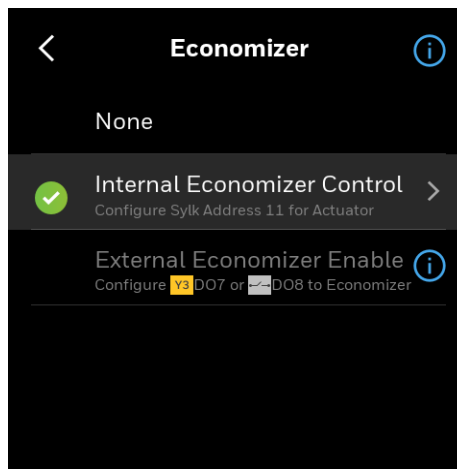 Economizer
None
Internal Economizer Control
Configure Sylk Address 11 for Actuator
External Economizer Enable
Configure Y3 DO7 or DO8 to Economizer